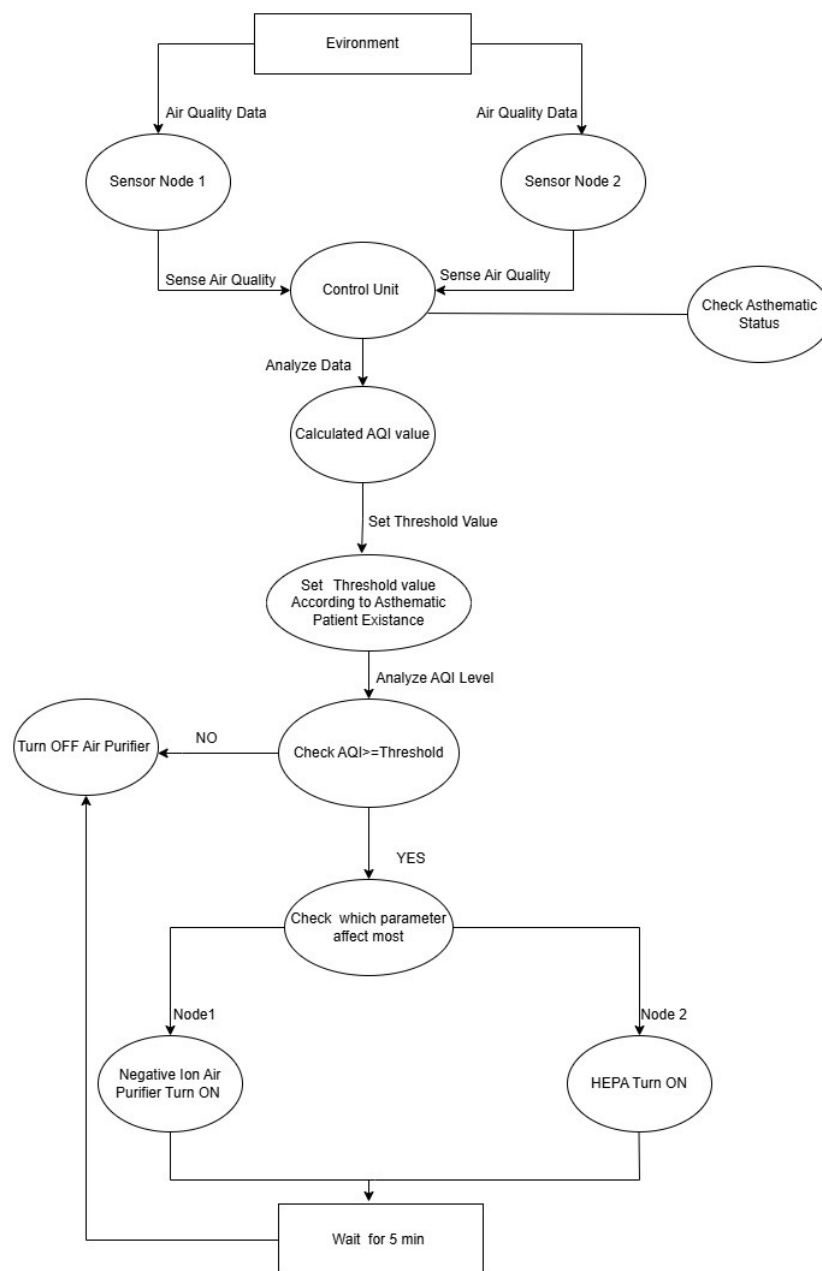 Evironment
Air Quality Data
Air Quality Data
Sensor Node 1
Sensor Node 2
Sense Air Quality
Sense Air Quality
Control Unit
Check Asthematic
Status
Analyze Data
Calculated AQI value
Set Threshold Value
Set Threshold value
According to Asthematic
Patient Existance
Analyze AQI Level
Turn OFF Air Purifier
NO
Check AQI>=Threshold
YES
Check which parameter
affect most
Node1
Node 2
Negative Ion Air
Purifier Turn ON
HEPA Turn ON
Wait for 5 min